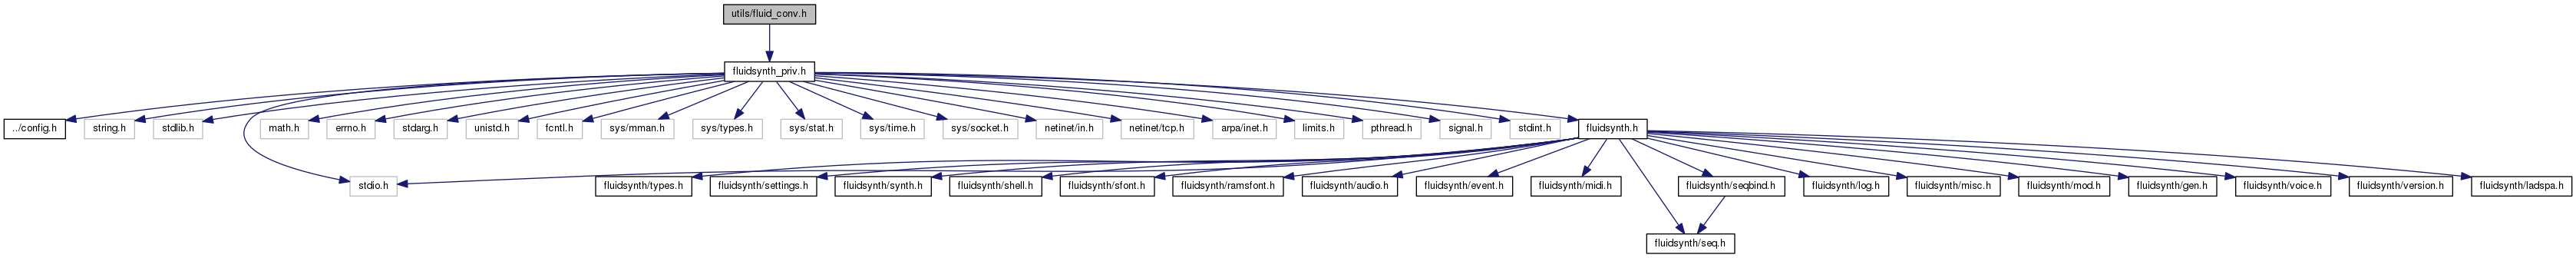 utils/fluid_conv.h
fluidsynth_priv.h
../config.h
string.h
stdlib.h
math.h
errno.h
stdarg.h
unistd.h
fcntl.h
sys/mman.h
sys/types.h
sys/stat.h
sys/time.h
sys/socket.h
netinet/in.h
netinet/tcp.h
arpa/inet.h
limits.h
pthread.h
signal.h
stdint.h
fluidsynth.h
stdio.h
fluidsynth/types.h
fluidsynth/settings.h
fluidsynth/synth.h
fluidsynth/shell.h
fluidsynth/sfont.h
fluidsynth/ramsfont.h
fluidsynth/audio.h
fluidsynth/event.h
fluidsynth/midi.h
fluidsynth/seqbind.h
fluidsynth/log.h
fluidsynth/misc.h
fluidsynth/mod.h
fluidsynth/gen.h
fluidsynth/voice.h
fluidsynth/version.h
fluidsynth/ladspa.h
fluidsynth/seq.h